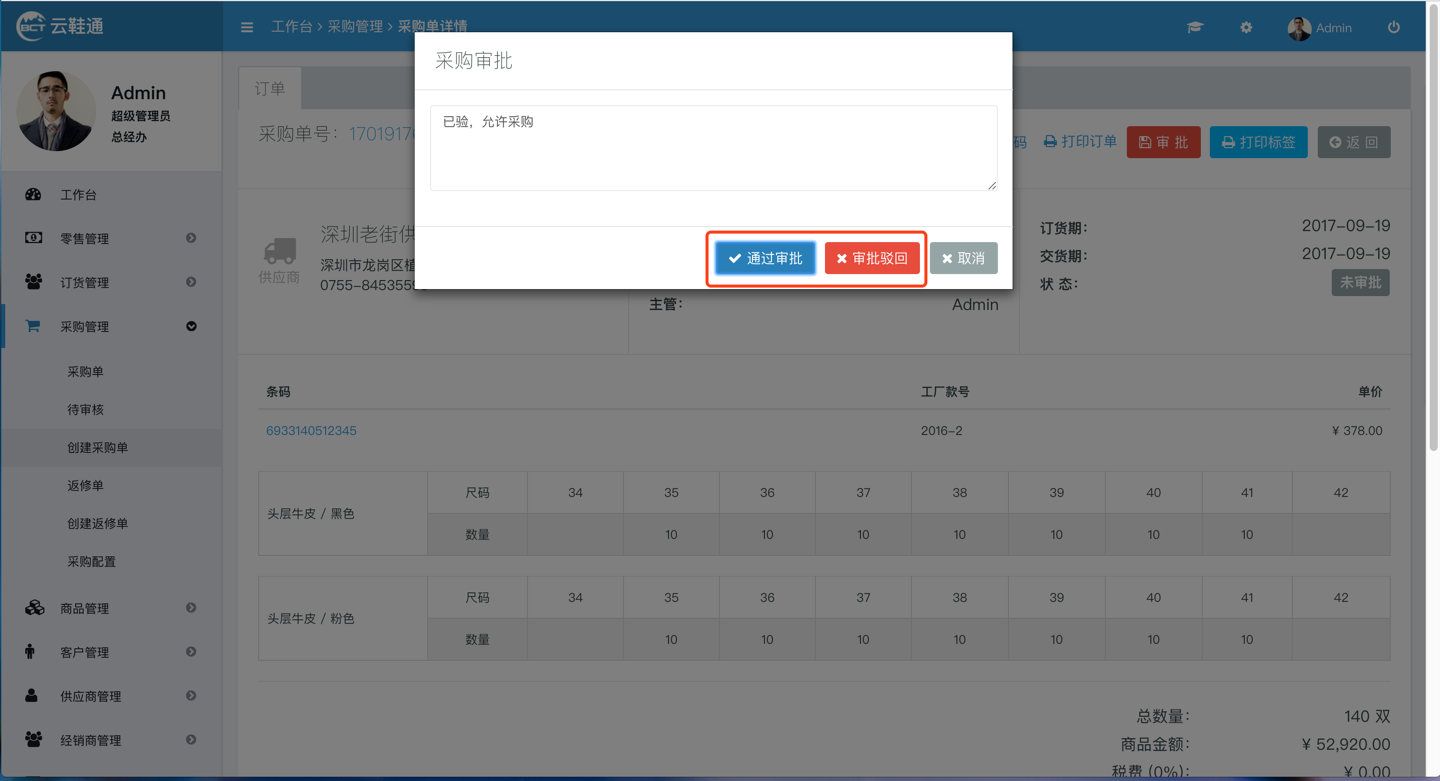 BCT 云鞋通
工作台 > 采购管理 > 采购单详情
Admin
Admin
超级管理员
总经办
工作台
零售管理
订货管理
采购管理
采购单
待审核
创建采购单
返修单
创建返修单
采购配置
商品管理
客户管理
供应商管理
经销商管理
采购审批
已验，允许采购
通过审批
审批驳回
取消
订单
采购单号：
码
打印订单
审 批
打印标签
返 回
供应商
深圳老街供
深圳市龙岗区
主管：
Admin
订货期：
2017-09-19
交货期：
2017-09-19
状 态：
未审批
条码 工厂款号 单价
6933140512345 2016-2 ¥ 378.00
头层牛皮 / 黑色
尺码 34 35 36 37 38 39 40 41 42
数量 10 10 10 10 10 10 10
头层牛皮 / 粉色
尺码 34 35 36 37 38 39 40 41 42
数量 10 10 10 10 10 10 10
总数量： 140 双
商品金额： ¥ 52,920.00
税费 (0%)： ¥ 0.00